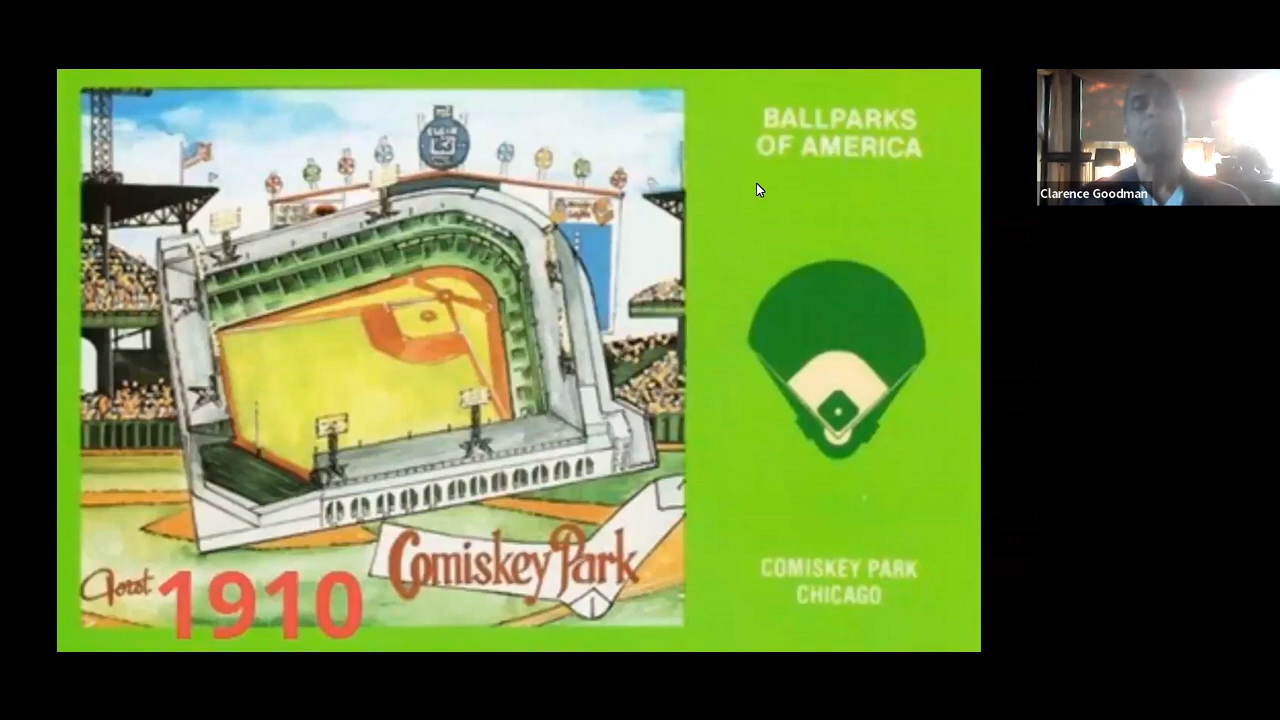 BALLPARKS
OF AMERICA
Clarence Goodman
Comiskey Park
1910
COMISKEY PARK
CHICAGO